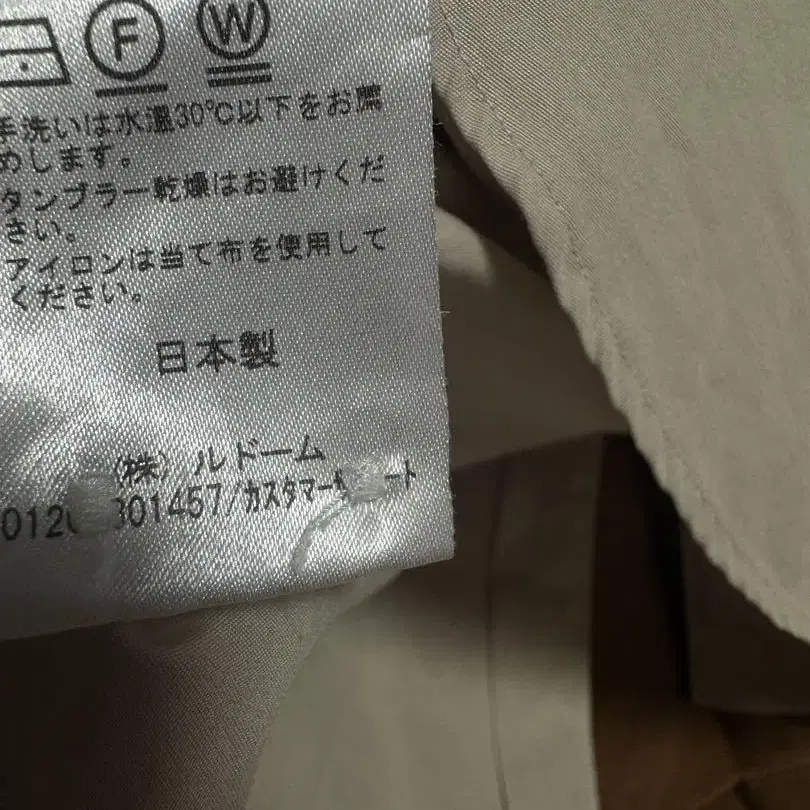 F W
手洗いは水温30℃以下をお薦
めします。
タンブラー乾燥はお避けくだ
さい。
アイロンは当て布を使用して
ください。
日本製
(株)ルドーム
301457/カスタマー